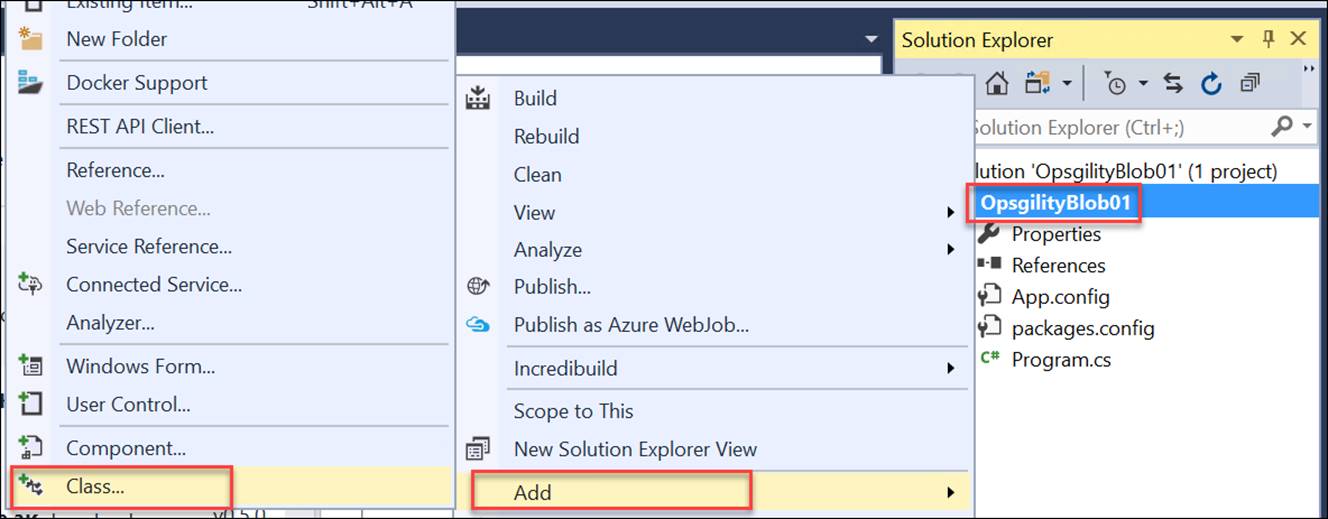 Existing Item... Shift+Alt+A
New Folder
Docker Support
REST API Client...
Reference...
Web Reference...
Service Reference...
Connected Service...
Analyzer...
Windows Form...
User Control...
Component...
Class...
v0.5.0
Build
Rebuild
Clean
View
Analyze
Publish...
Publish as Azure WebJob...
Incredibuild
Scope to This
New Solution Explorer View
Add
Solution Explorer
Solution Explorer (Ctrl+;)
lution 'OpsgilityBlob01' (1 project)
OpsgilityBlob01
Properties
References
App.config
packages.config
C# Program.cs